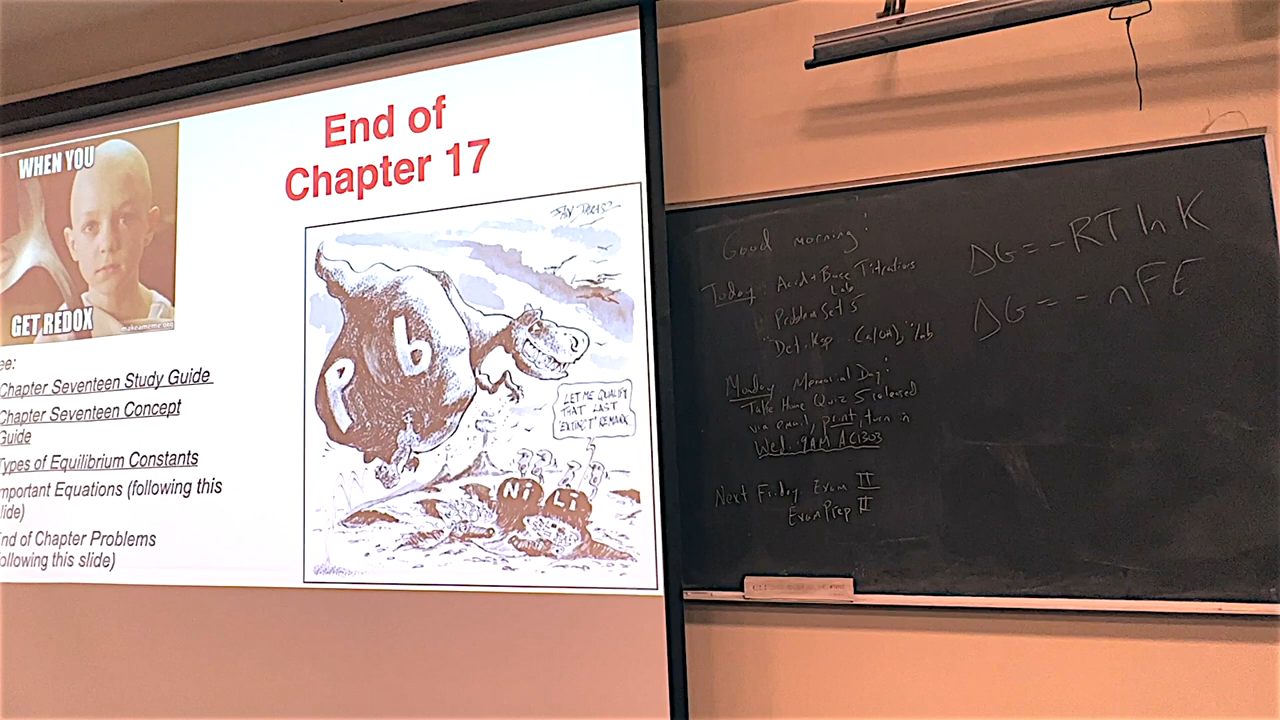 WHEN YOU
GET REDOX
makeameme.org
End of
Chapter 17
ee:
Chapter Seventeen Study Guide
Chapter Seventeen Concept
Guide
Types of Equilibrium Constants
mportant Equations (following this
lide)
End of Chapter Problems
ollowing this slide)
Pb
LET ME QUALIFY
THAT LAST
"EXTINCT" REMARK
Ni
Li
Good morning!
Today: Acid + Base Titrations
Lab
Problem Set 5
"Det. Ksp Ca(OH)2" lab
Monday Memorial Day!
Take Home Quiz 5 released
via email, print, turn in
Wed. 9AM AC1303
Next Friday Exam II
Exam Prep II
ΔG = -RT ln K
ΔG = -nFE